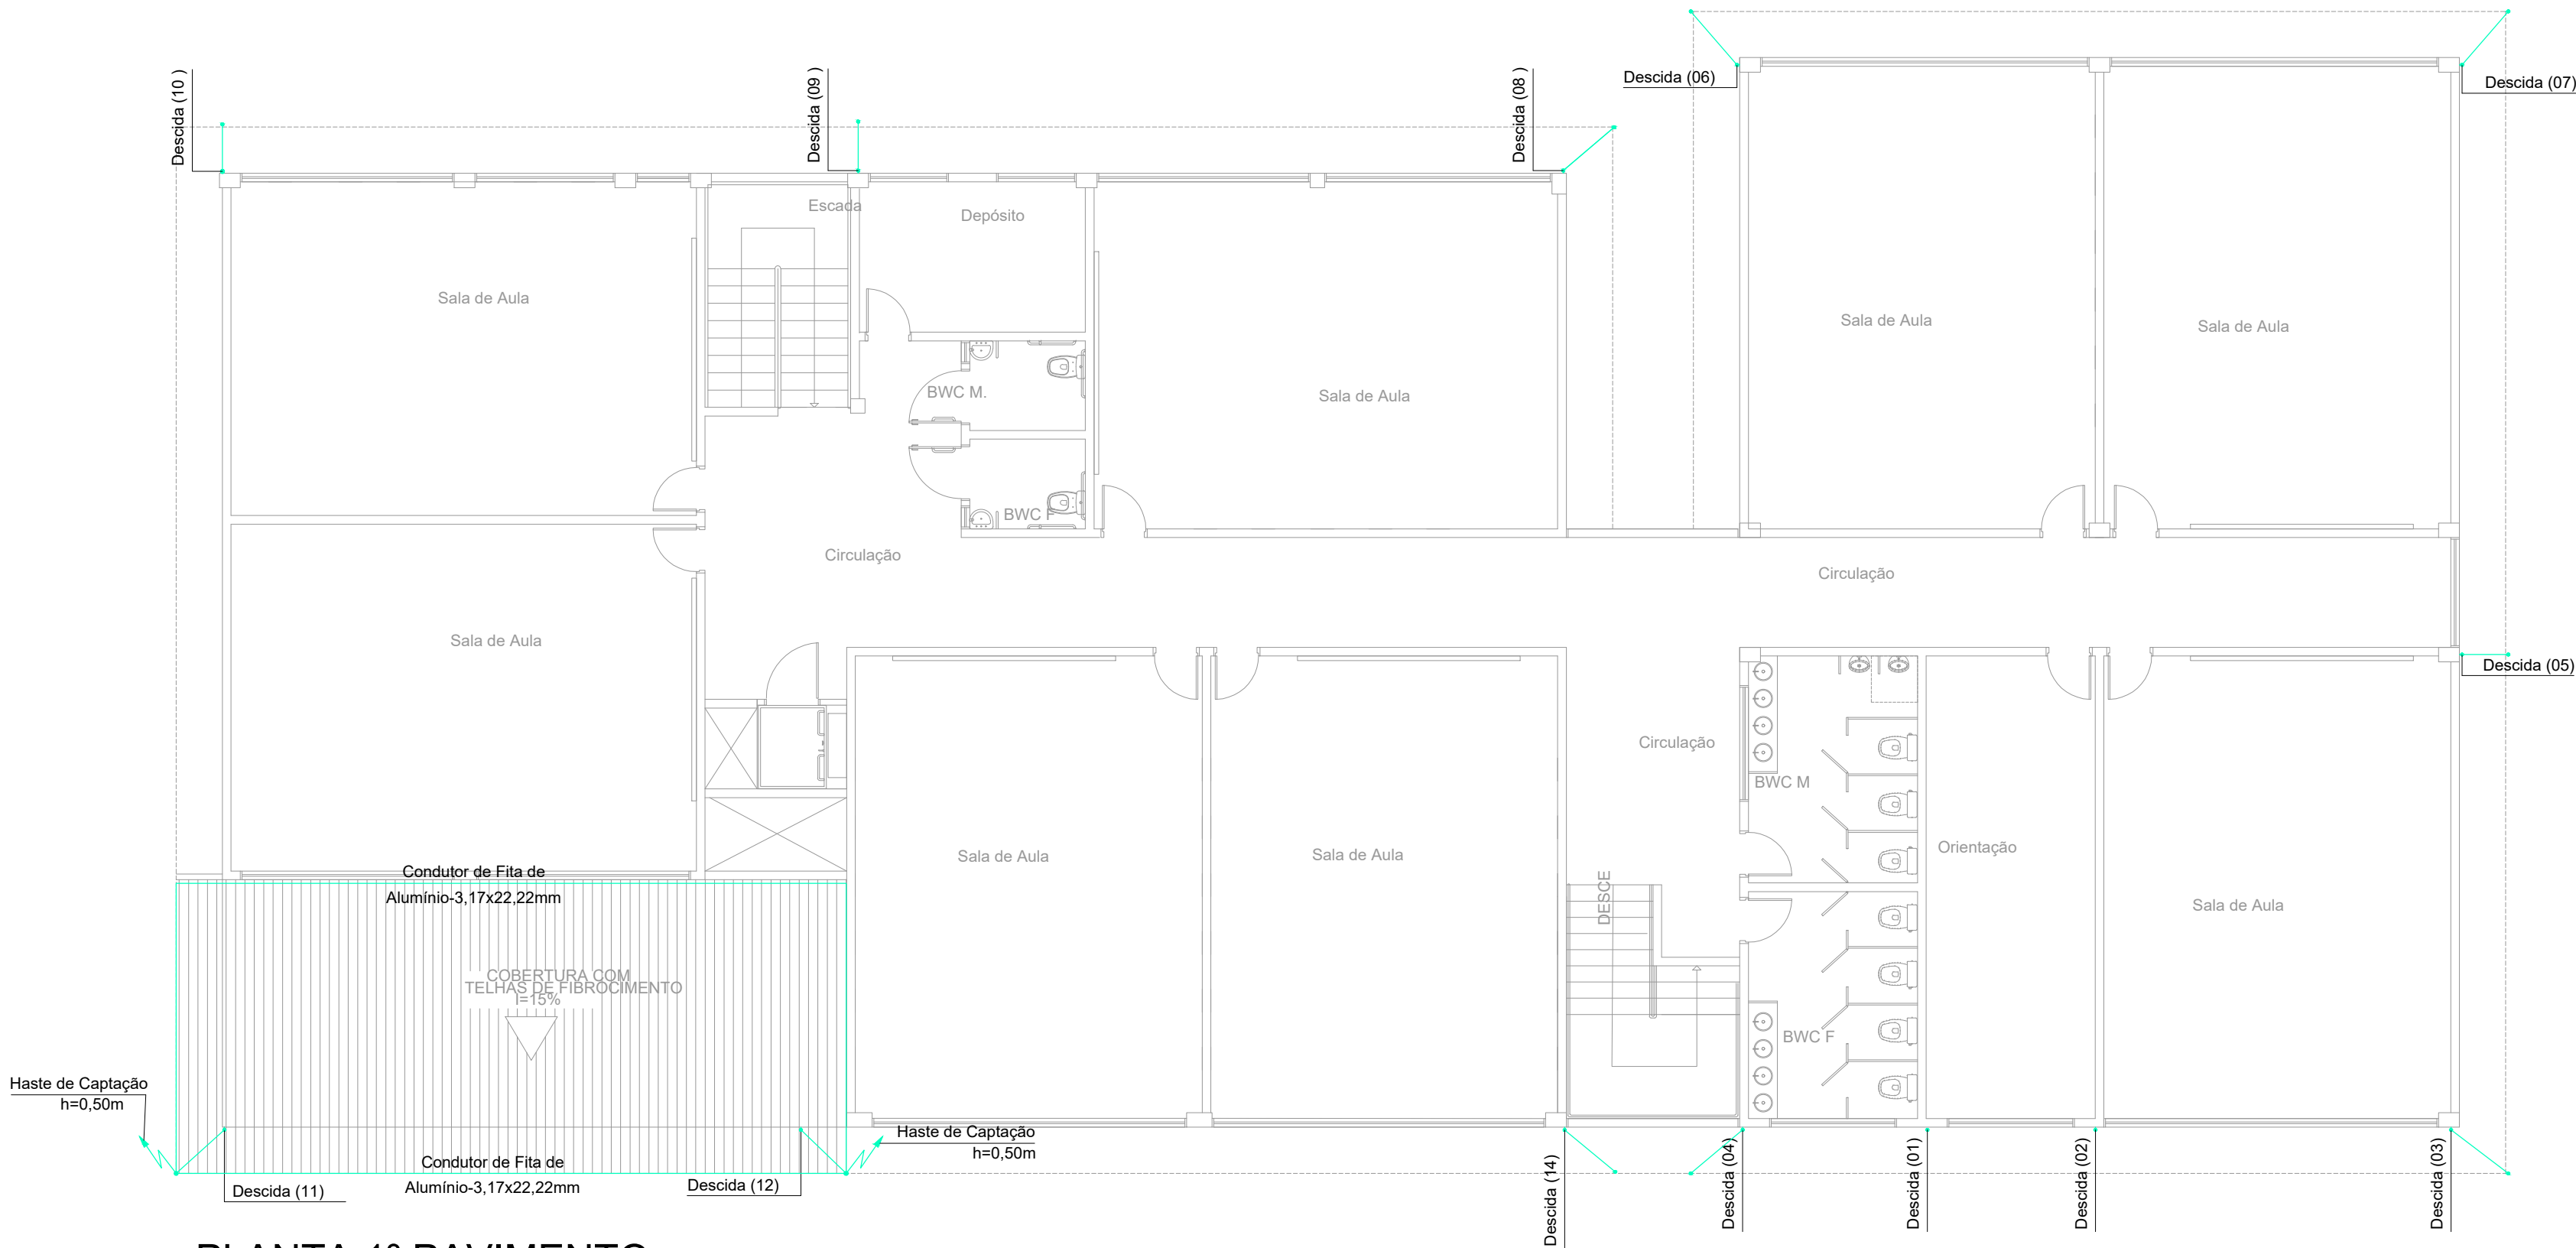 Descida (10 )
Descida (09 )
Descida (08 )
Descida (06)
Descida (07)
Escada
Depósito
Sala de Aula
Sala de Aula
Sala de Aula
BWC M.
Sala de Aula
BWC F
Circulação
Circulação
Sala de Aula
Descida (05)
Circulação
BWC M
Orientação
Sala de Aula
Sala de Aula
Condutor de Fita de
Alumínio-3,17x22,22mm
DESCE
Sala de Aula
COBERTURA COM
TELHAS DE FIBROCIMENTO
I=15%
BWC F
Haste de Captação
h=0,50m
Haste de Captação
h=0,50m
Condutor de Fita de
Alumínio-3,17x22,22mm
Descida (11)
Descida (12)
Descida (14)
Descida (04)
Descida (01)
Descida (02)
Descida (03)
PLANTA 1º PAVIMENTO